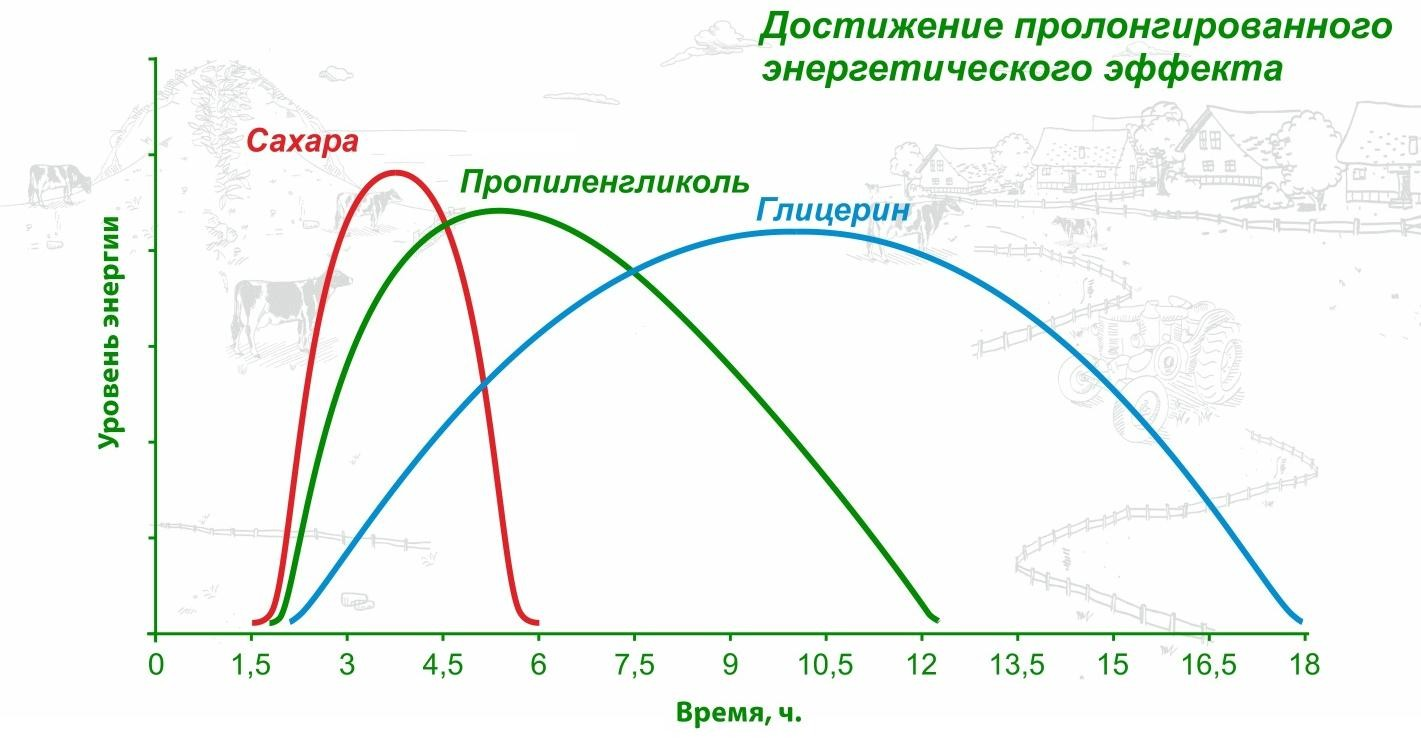 Достижение пролонгированного
энергетического эффекта
Сахара
Пропиленгликоль
Глицерин
Уровень энергии
0 1,5 3 4,5 6 7,5 9 10,5 12 13,5 15 16,5 18
Время, ч.